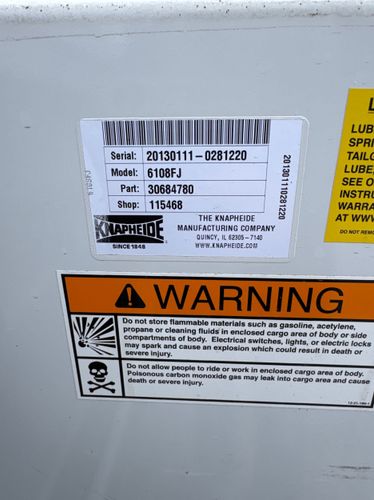 Serial: 20130111-0281220
Model: 6108FJ
Part: 30684780
Shop: 115468
201301110281220
6108FJ
KNAPHEIDE
SINCE 1848
THE KNAPHEIDE
MANUFACTURING COMPANY
QUINCY, IL 62305-7140
WWW.KNAPHEIDE.COM
L
LUB
SPRI
TAILG
LUBE,
SEE O
INSTRU
WARRA
AT WWW
DO NOT REMO
WARNING
Do not store flammable materials such as gasoline, acetylene,
propane or cleaning fluids in enclosed cargo area of body or side
compartments of body. Electrical switches, lights, or electric locks
may spark and cause an explosion which could result in death or
severe injury.
Do not allow people to ride or work in enclosed cargo area of body.
Poisonous carbon monoxide gas may leak into cargo area and cause
death or severe injury.